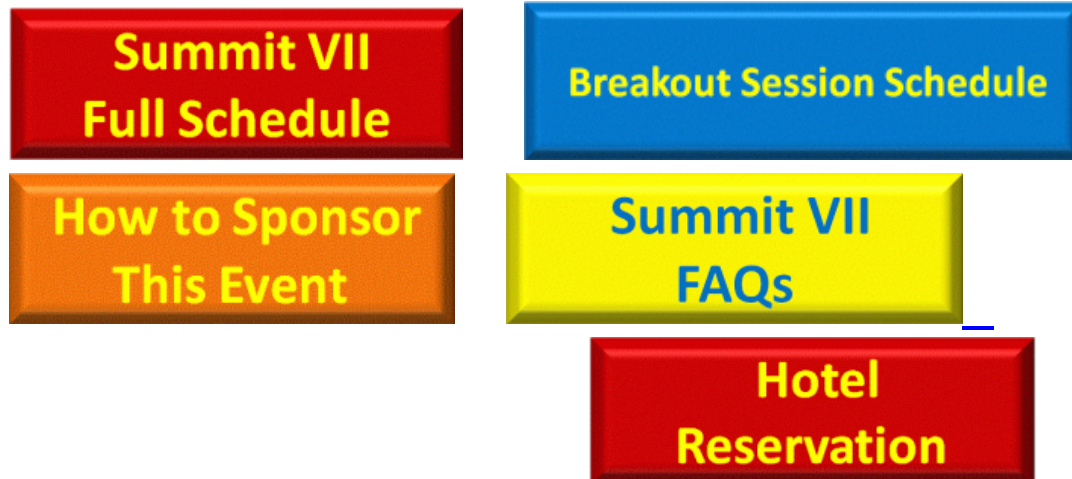 Summit VII
Full Schedule
Breakout Session Schedule
How to Sponsor
This Event
Summit VII
FAQs
Hotel
Reservation